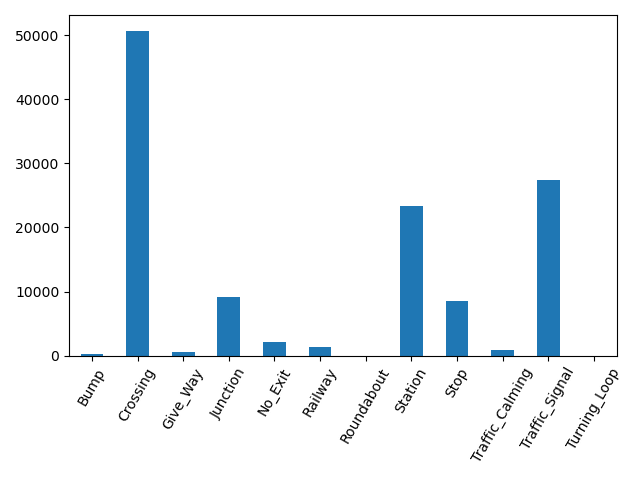 50000
40000
30000
20000
10000
0
Bump
Crossing
Give_Way
Junction
No_Exit
Railway
Roundabout
Station
Stop
Traffic_Calming
Traffic_Signal
Turning_Loop